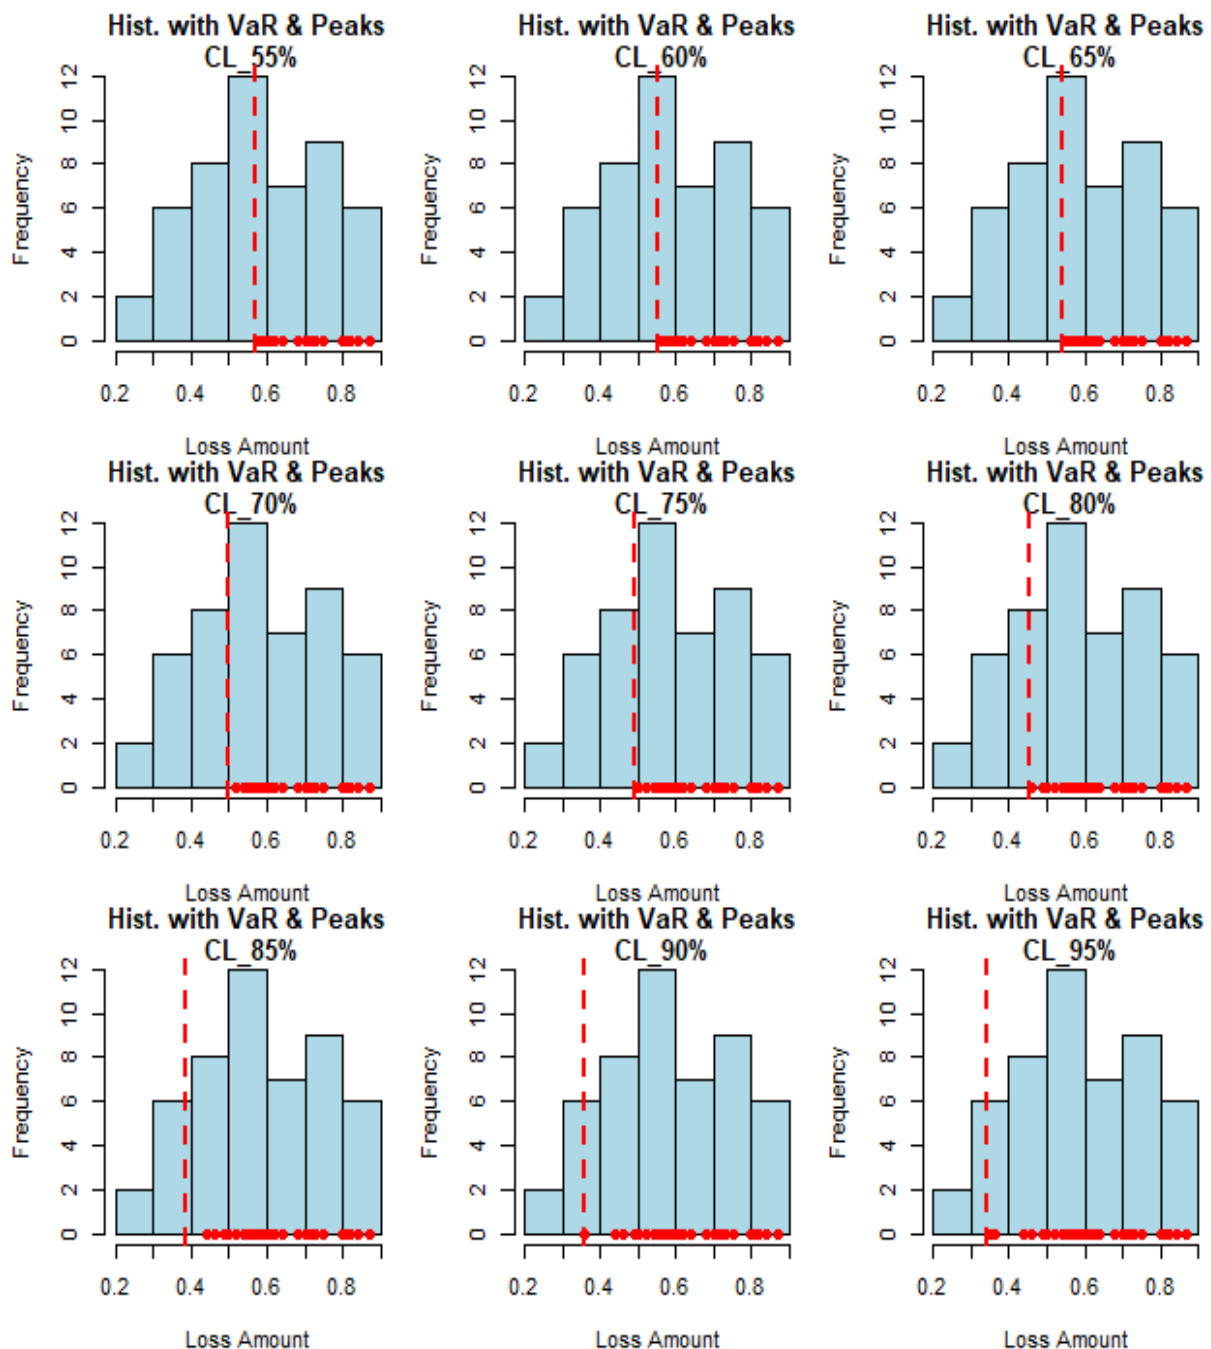 Hist. with VaR & Peaks
CL_55%
Frequency
0 2 4 6 8 10 12
0.2 0.4 0.6 0.8
Loss Amount
Hist. with VaR & Peaks
CL_60%
Frequency
0 2 4 6 8 10 12
0.2 0.4 0.6 0.8
Loss Amount
Hist. with VaR & Peaks
CL_65%
Frequency
0 2 4 6 8 10 12
0.2 0.4 0.6 0.8
Loss Amount
Hist. with VaR & Peaks
CL_70%
Frequency
0 2 4 6 8 10 12
0.2 0.4 0.6 0.8
Loss Amount
Hist. with VaR & Peaks
CL_75%
Frequency
0 2 4 6 8 10 12
0.2 0.4 0.6 0.8
Loss Amount
Hist. with VaR & Peaks
CL_80%
Frequency
0 2 4 6 8 10 12
0.2 0.4 0.6 0.8
Loss Amount
Hist. with VaR & Peaks
CL_85%
Frequency
0 2 4 6 8 10 12
0.2 0.4 0.6 0.8
Loss Amount
Hist. with VaR & Peaks
CL_90%
Frequency
0 2 4 6 8 10 12
0.2 0.4 0.6 0.8
Loss Amount
Hist. with VaR & Peaks
CL_95%
Frequency
0 2 4 6 8 10 12
0.2 0.4 0.6 0.8
Loss Amount